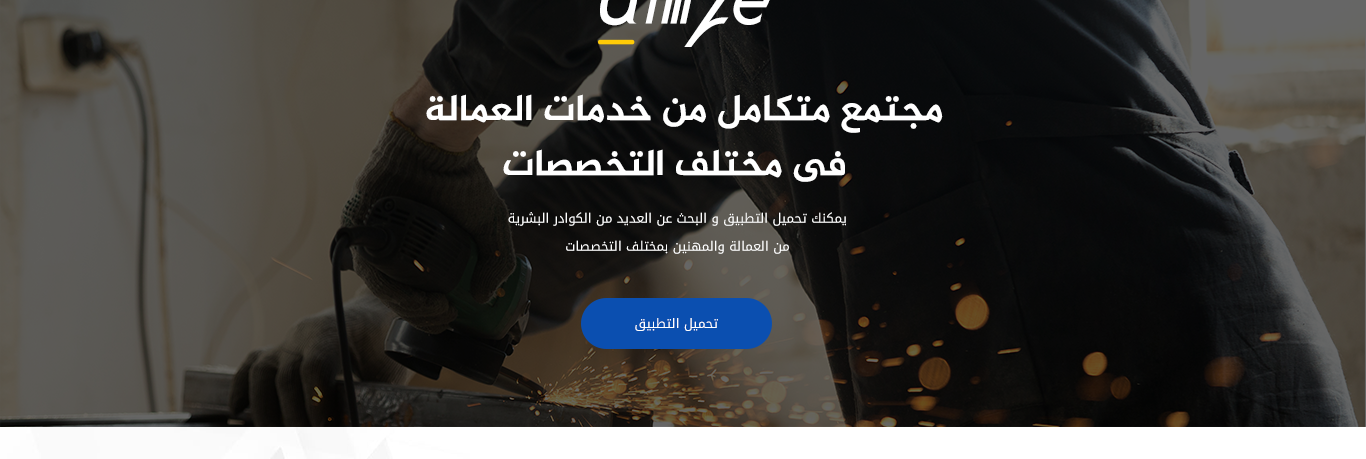 مجتمع متكامل من خدمات العمالة
فى مختلف التخصصات
يمكنك تحميل التطبيق و البحث عن العديد من الكوادر البشرية
من العمالة والمهنين بمختلف التخصصات
تحميل التطبيق